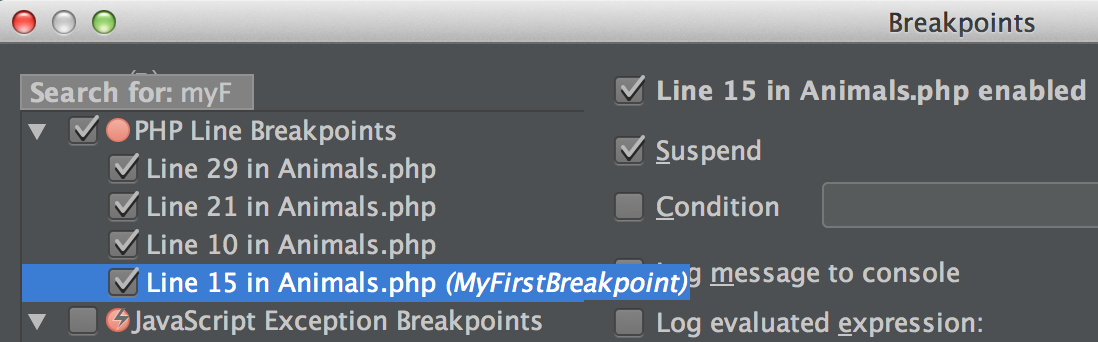 Breakpoints
Search for: myF
PHP Line Breakpoints
Line 29 in Animals.php
Line 21 in Animals.php
Line 10 in Animals.php
Line 15 in Animals.php (MyFirstBreakpoint)
JavaScript Exception Breakpoints
Line 15 in Animals.php enabled
Suspend
Condition
message to console
Log evaluated expression: